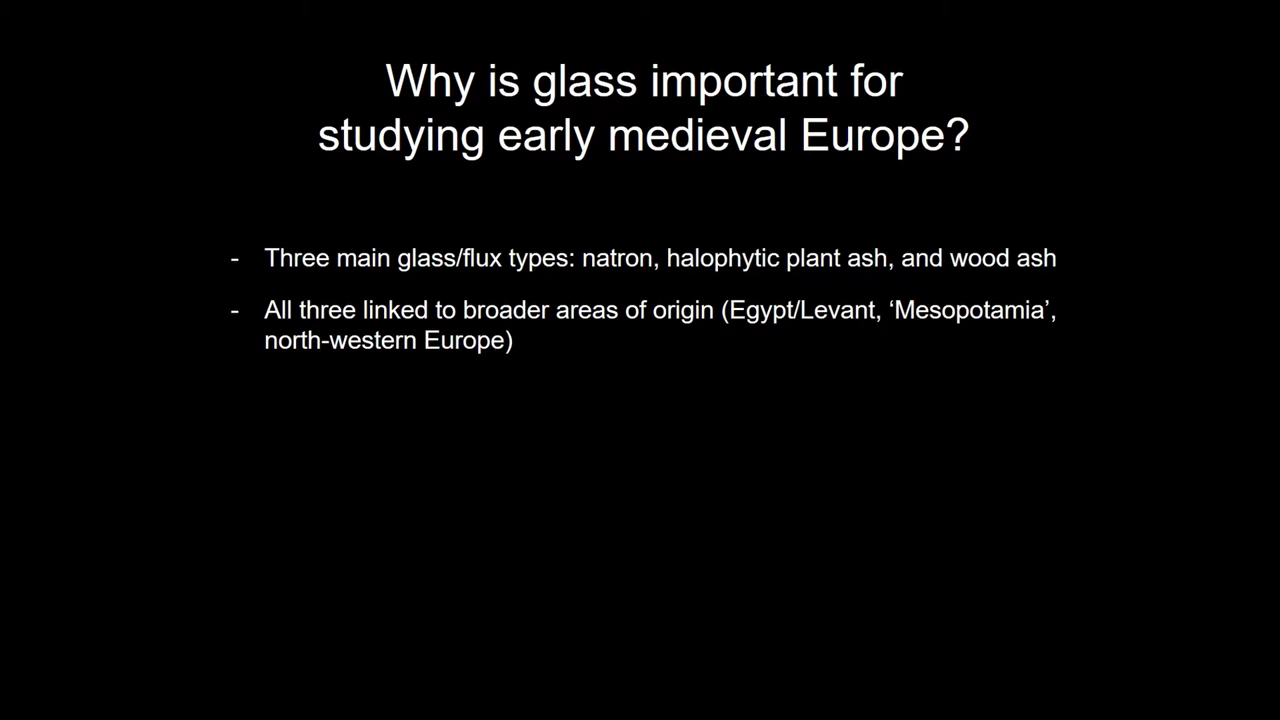 Why is glass important for
studying early medieval Europe?
- Three main glass/flux types: natron, halophytic plant ash, and wood ash
- All three linked to broader areas of origin (Egypt/Levant, ‘Mesopotamia’,
north-western Europe)